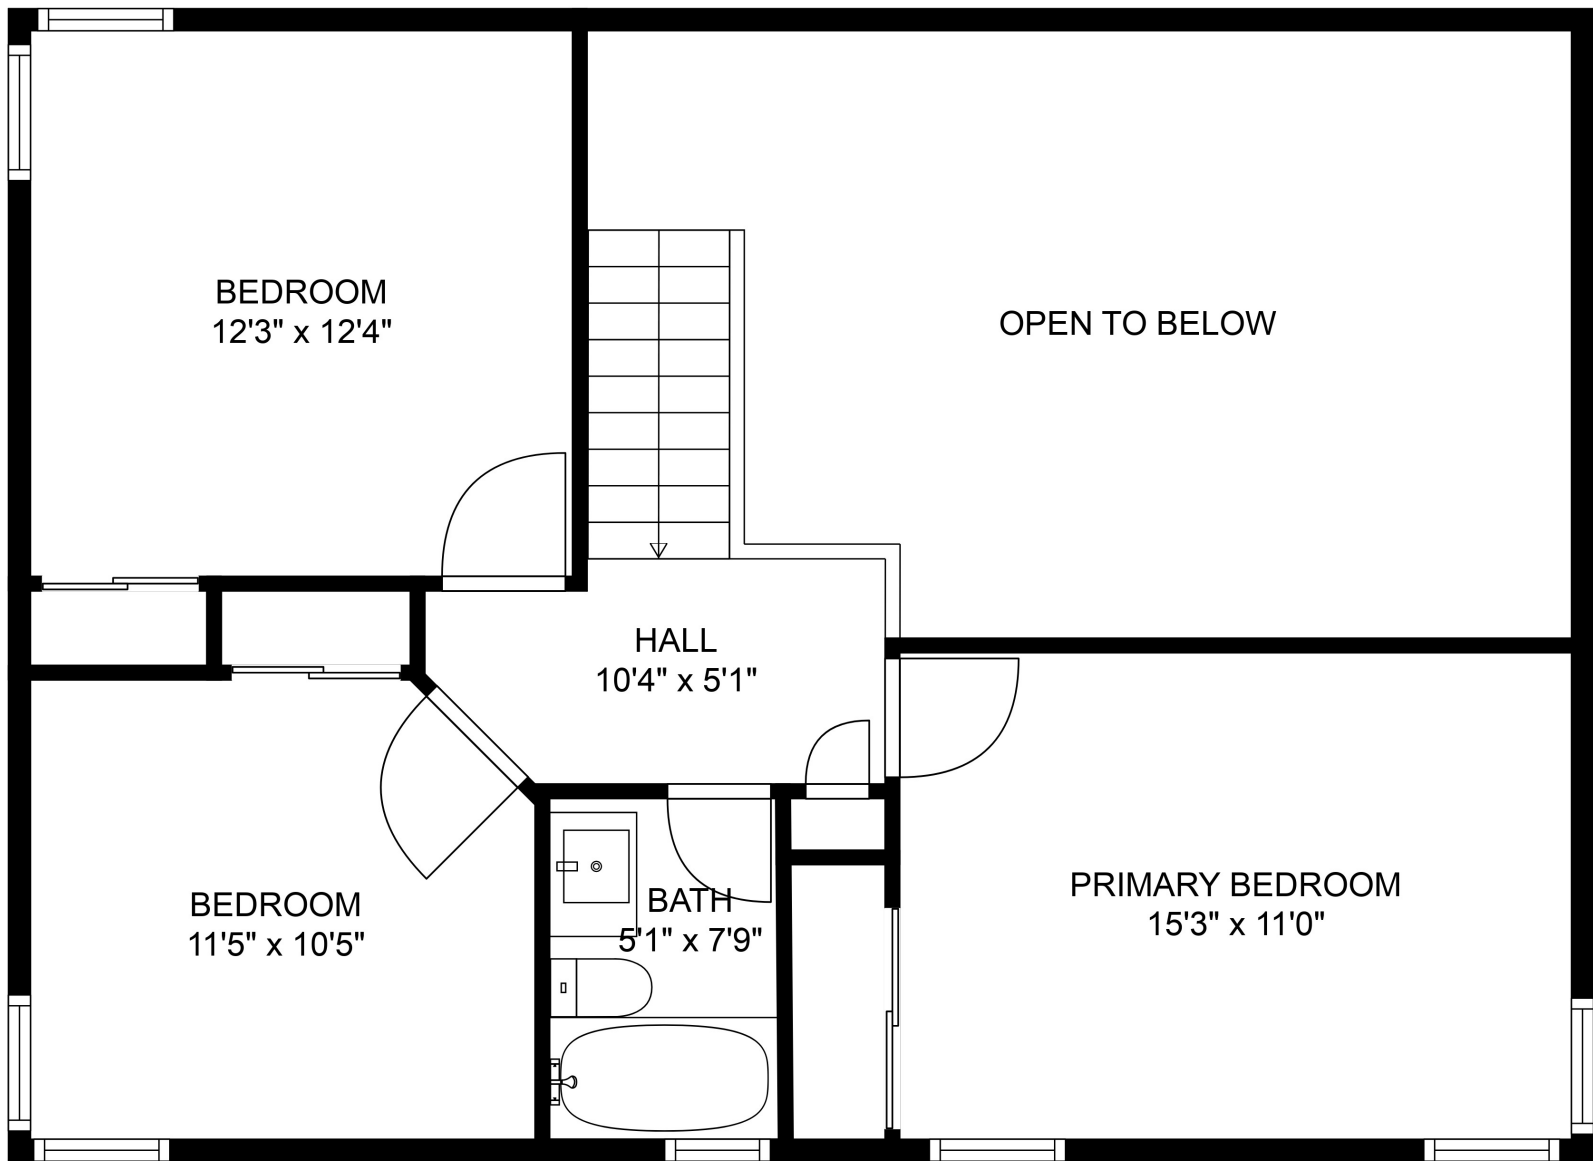 BEDROOM
12'3" x 12'4"
OPEN TO BELOW
HALL
10'4" x 5'1"
PRIMARY BEDROOM
15'3" x 11'0"
BEDROOM
11'5" x 10'5"
BATH
5'1" x 7'9"